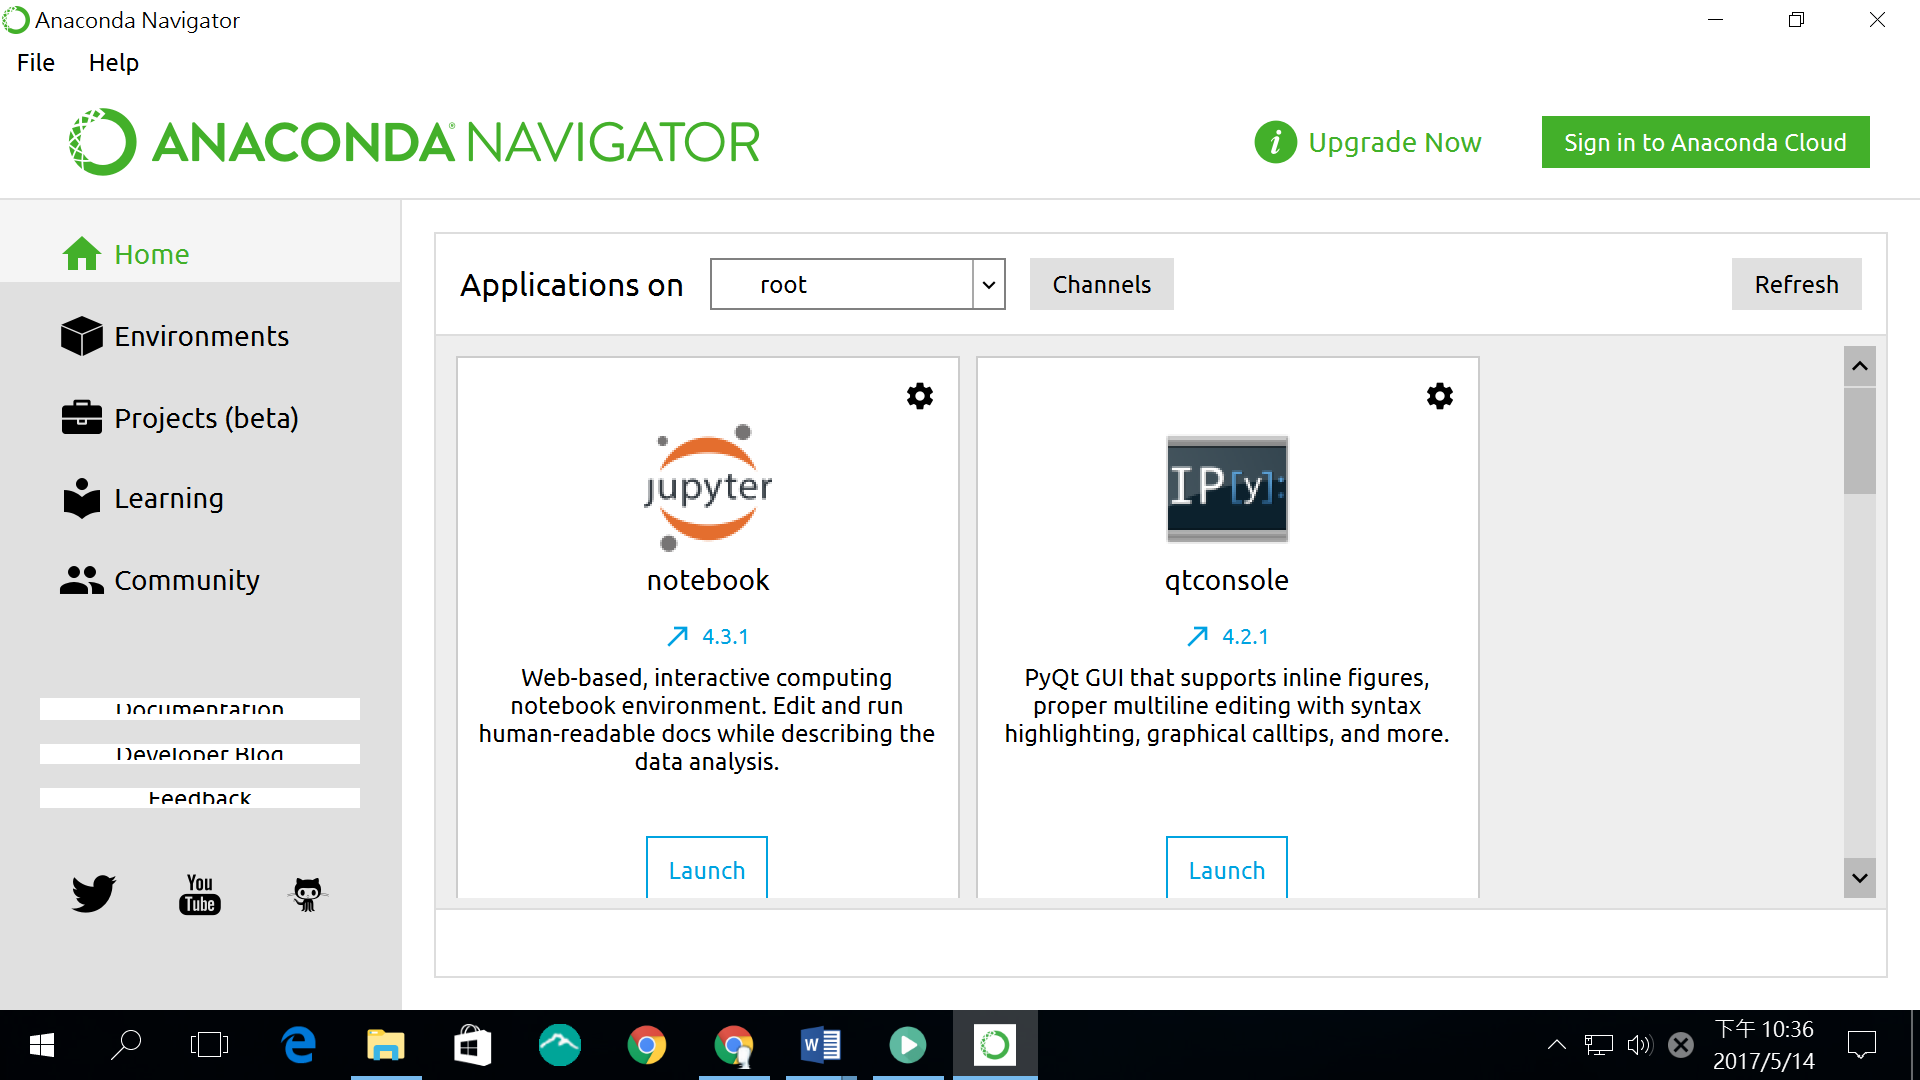 Anaconda Navigator
File Help
ANACONDA® NAVIGATOR
i Upgrade Now
Sign in to Anaconda Cloud
Home
Environments
Projects (beta)
Learning
Community
Documentation
Developer Blog
Feedback
You
Tube
Applications on root Channels Refresh
jupyter
notebook
4.3.1
Web-based, interactive computing
notebook environment. Edit and run
human-readable docs while describing the
data analysis.
Launch
IP[y]:
qtconsole
4.2.1
PyQt GUI that supports inline figures,
proper multiline editing with syntax
highlighting, graphical calltips, and more.
Launch
W
下午 10:36
2017/5/14